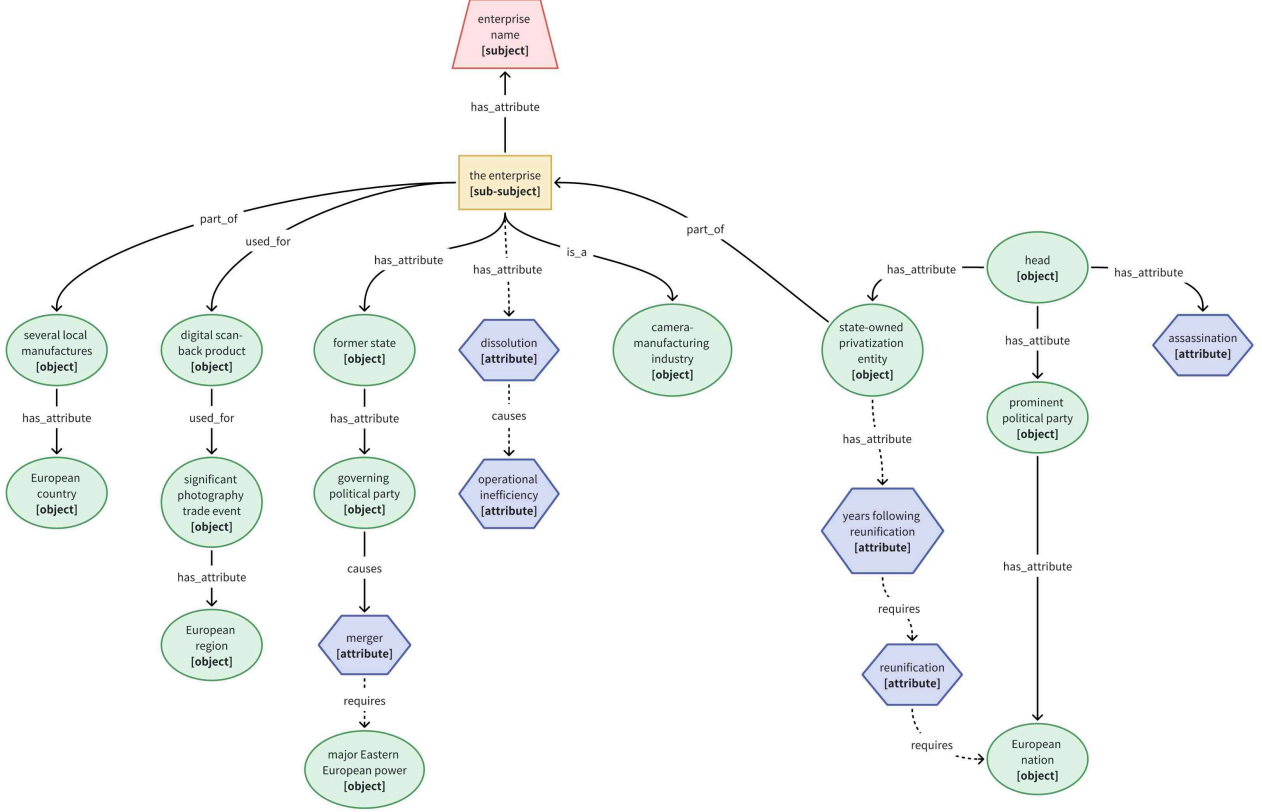 enterprise
name
[subject]
has_attribute
the enterprise
[sub-subject]
part_of
used_for
has_attribute
has_attribute
is_a
part_of
has_attribute
head
[object]
has_attribute
several local
manufactures
[object]
digital scan-
back product
[object]
former state
[object]
dissolution
[attribute]
camera-
manufacturing
industry
[object]
state-owned
privatization
entity
[object]
has_attibute
assassination
[attribute]
has_attribute
used_for
has_attribute
causes
has_attribute
prominent
political party
[object]
European
country
[object]
significant
photography
trade event
[object]
governing
political party
[object]
operational
inefficiency
[attribute]
years following
reunification
[attribute]
has_attribute
has_attribute
causes
requires
European
region
[object]
merger
[attribute]
reunification
[attribute]
requires
requires
major Eastern
European power
[object]
European
nation
[object]